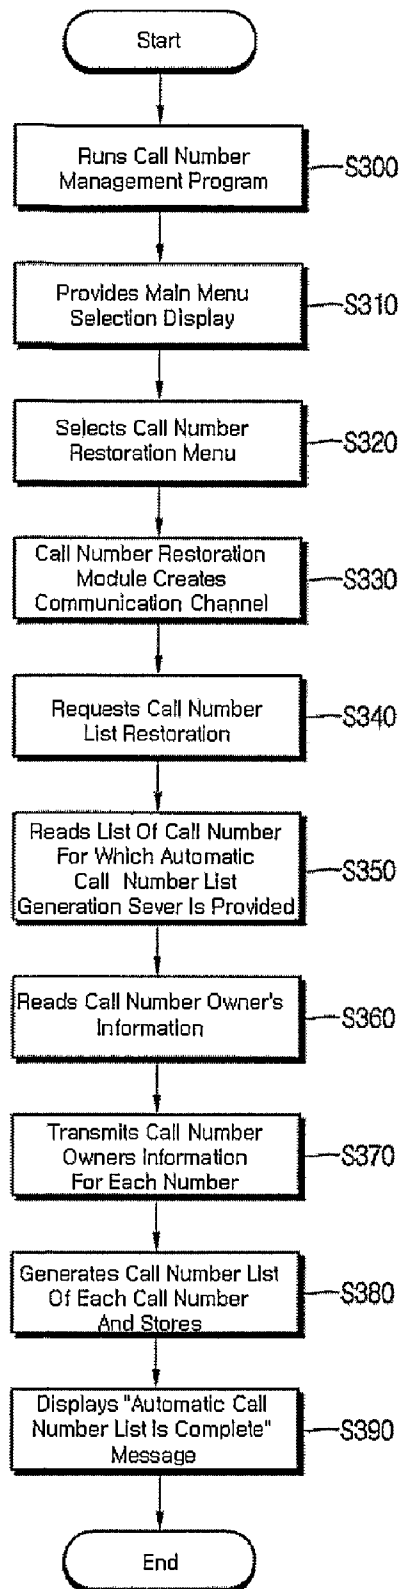 Start
Runs Call Number
Management Program
S300
Provides Main Menu
Selection Display
S310
Selects Call Number
Restoration Menu
S320
Call Number Restoration
Module Creates
Communication Channel
S330
Requests Call Number
List Restoration
S340
Reads List Of Call Number
For Which Automatic
Call Number List
Generation Sever Is Provided
S350
Reads Call Number Owner's
Information
S360
Transmits Call Number
Owners Information
For Each Number
S370
Generates Call Number List
Of Each Call Number
And Stores
S380
Displays "Automatic Call
Number List Is Complete"
Message
S390
End